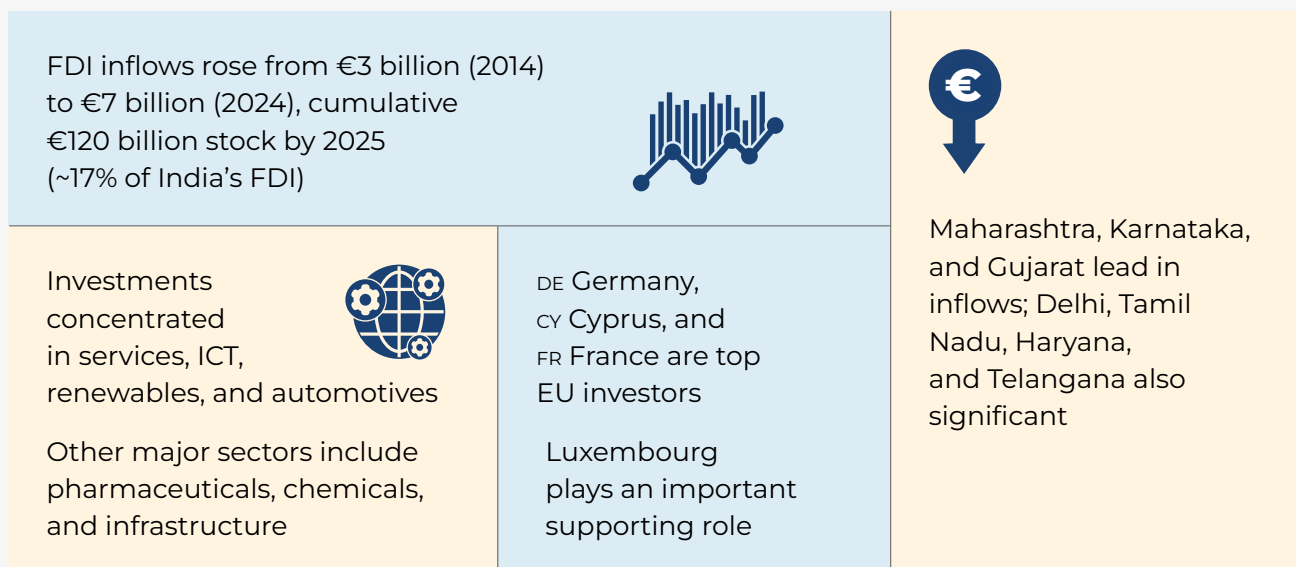 FDI inflows rose from €3 billion (2014)
to €7 billion (2024), cumulative
€120 billion stock by 2025
(~17% of India’s FDI)
Investments
concentrated
in services, ICT,
renewables, and automotives
Other major sectors include
pharmaceuticals, chemicals,
and infrastructure
DE Germany,
CY Cyprus, and
FR France are top
EU investors
Luxembourg
plays an important
supporting role
€
Maharashtra, Karnataka,
and Gujarat lead in
inflows; Delhi, Tamil
Nadu, Haryana,
and Telangana also
significant